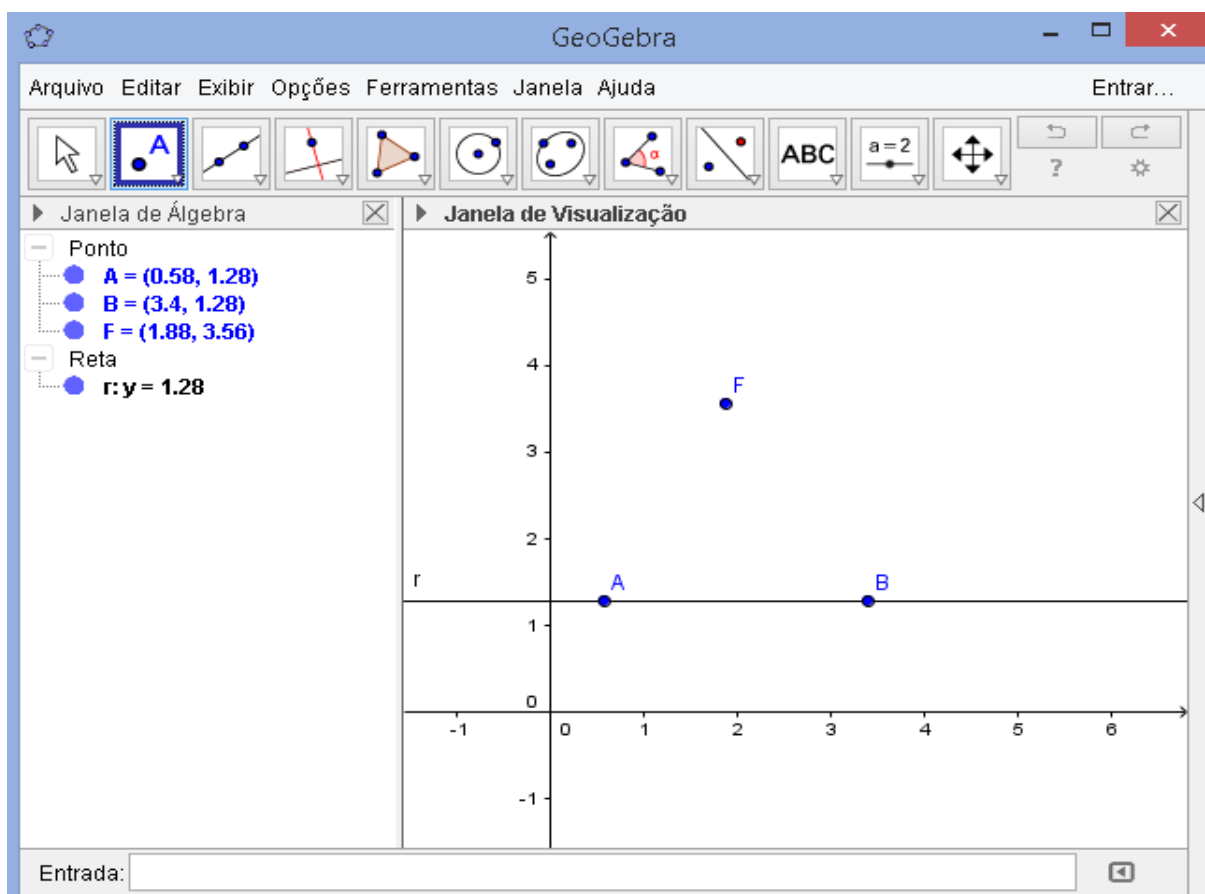 GeoGebra
Arquivo Editar Exibir Opções Ferramentas Janela Ajuda Entrar...
A α ABC a = 2 ?
Janela de Álgebra
Janela de Visualização
Ponto
A = (0.58, 1.28)
B = (3.4, 1.28)
F = (1.88, 3.56)
Reta
r: y = 1.28
5
4
F
3
2
r A B
1
0
-1 0 1 2 3 4 5 6
-1
Entrada: